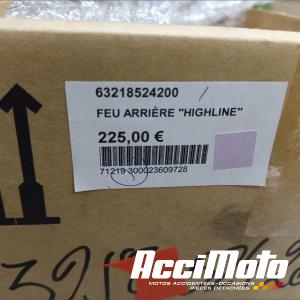 63218524200 /
FEU ARRIÈRE "HIGHLINE"
225,00 €
71219 300023609728
AcciMoto
MOTOS ACCIDENTÉES - OCCASIONS
PIÈCES DÉTACHÉES